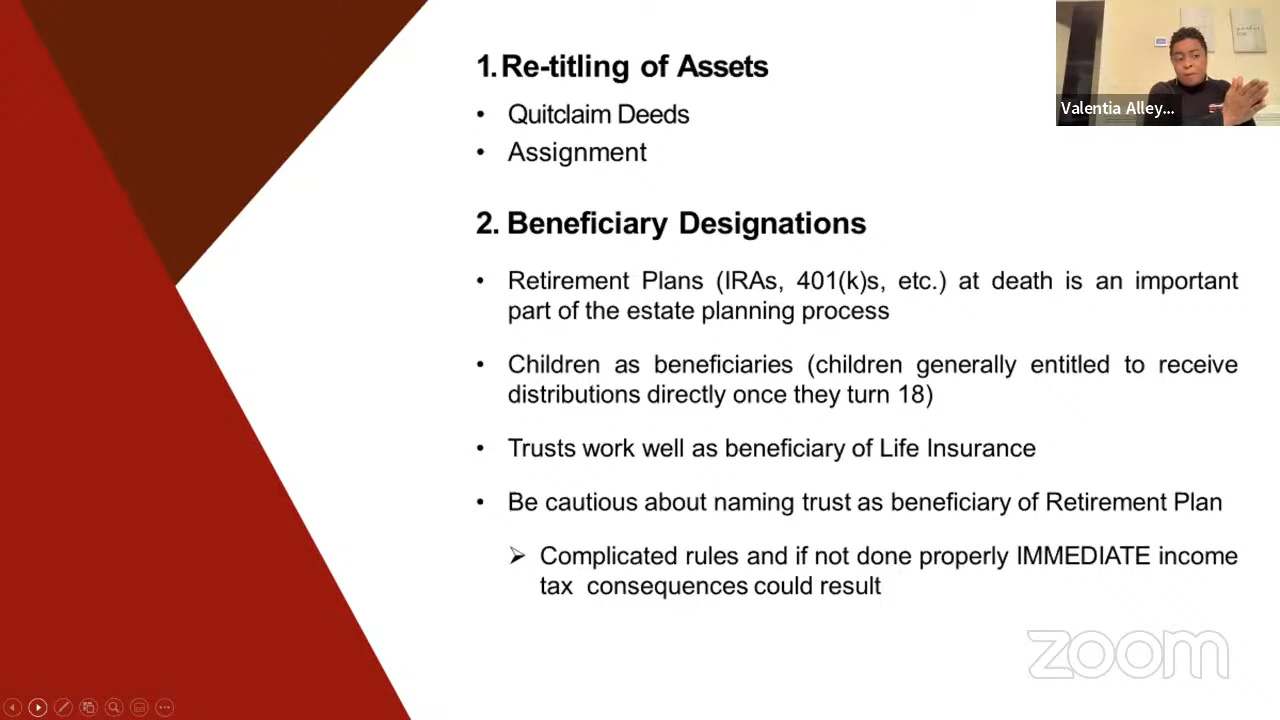 1. Re-titling of Assets
• Quitclaim Deeds
• Assignment
Valentia Alley...
2. Beneficiary Designations
• Retirement Plans (IRAs, 401(k)s, etc.) at death is an important
part of the estate planning process
• Children as beneficiaries (children generally entitled to receive
distributions directly once they turn 18)
• Trusts work well as beneficiary of Life Insurance
• Be cautious about naming trust as beneficiary of Retirement Plan
➢ Complicated rules and if not done properly IMMEDIATE income
tax consequences could result
zoom